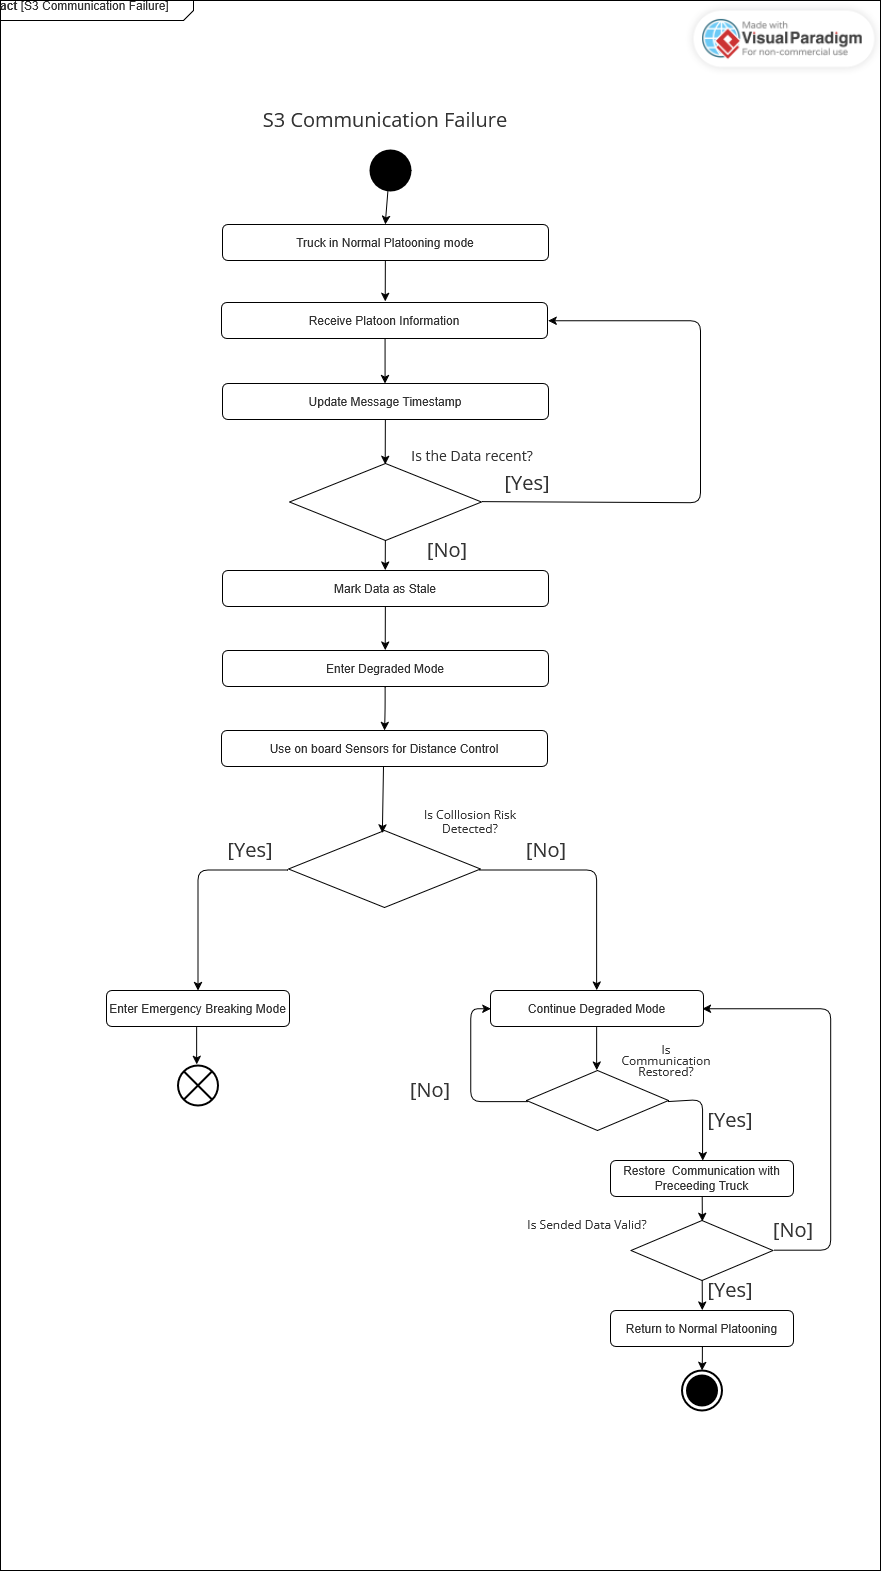 act [S3 Communication Failure]
Made with
Visual Paradigm
For non-commercial use
S3 Communication Failure
Truck in Normal Platooning mode
Receive Platoon Information
Update Message Timestamp
Is the Data recent?
[Yes]
[No]
Mark Data as Stale
Enter Degraded Mode
Use on board Sensors for Distance Control
Is Colllosion Risk
Detected?
[Yes]
[No]
Enter Emergency Breaking Mode
Continue Degraded Mode
Is
Communication
Restored?
[No]
[Yes]
Restore  Communication with
Preceeding Truck
Is Sended Data Valid?
[No]
[Yes]
Return to Normal Platooning